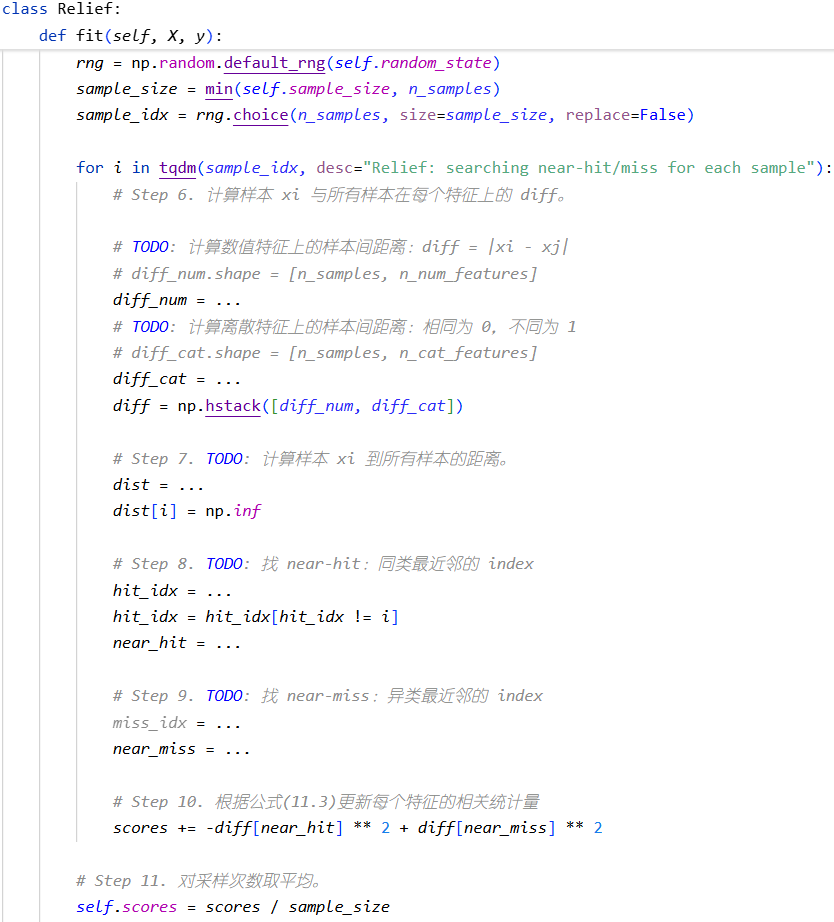 class Relief:
    def fit(self, X, y):
        rng = np.random.default_rng(self.random_state)
        sample_size = min(self.sample_size, n_samples)
        sample_idx = rng.choice(n_samples, size=sample_size, replace=False)

        for i in tqdm(sample_idx, desc="Relief: searching near-hit/miss for each sample"):
            # Step 6. 计算样本 xi 与所有样本在每个特征上的 diff。

            # TODO: 计算数值特征上的样本间距离：diff = |xi - xj|
            # diff_num.shape = [n_samples, n_num_features]
            diff_num = ...
            # TODO: 计算离散特征上的样本间距离：相同为 0, 不同为 1
            # diff_cat.shape = [n_samples, n_cat_features]
            diff_cat = ...
            diff = np.hstack([diff_num, diff_cat])

            # Step 7. TODO: 计算样本 xi 到所有样本的距离。
            dist = ...
            dist[i] = np.inf

            # Step 8. TODO: 找 near-hit：同类最近邻的 index
            hit_idx = ...
            hit_idx = hit_idx[hit_idx != i]
            near_hit = ...

            # Step 9. TODO: 找 near-miss：异类最近邻的 index
            miss_idx = ...
            near_miss = ...

            # Step 10. 根据公式(11.3)更新每个特征的相关统计量
            scores += -diff[near_hit] ** 2 + diff[near_miss] ** 2

        # Step 11. 对采样次数取平均。
        self.scores = scores / sample_size